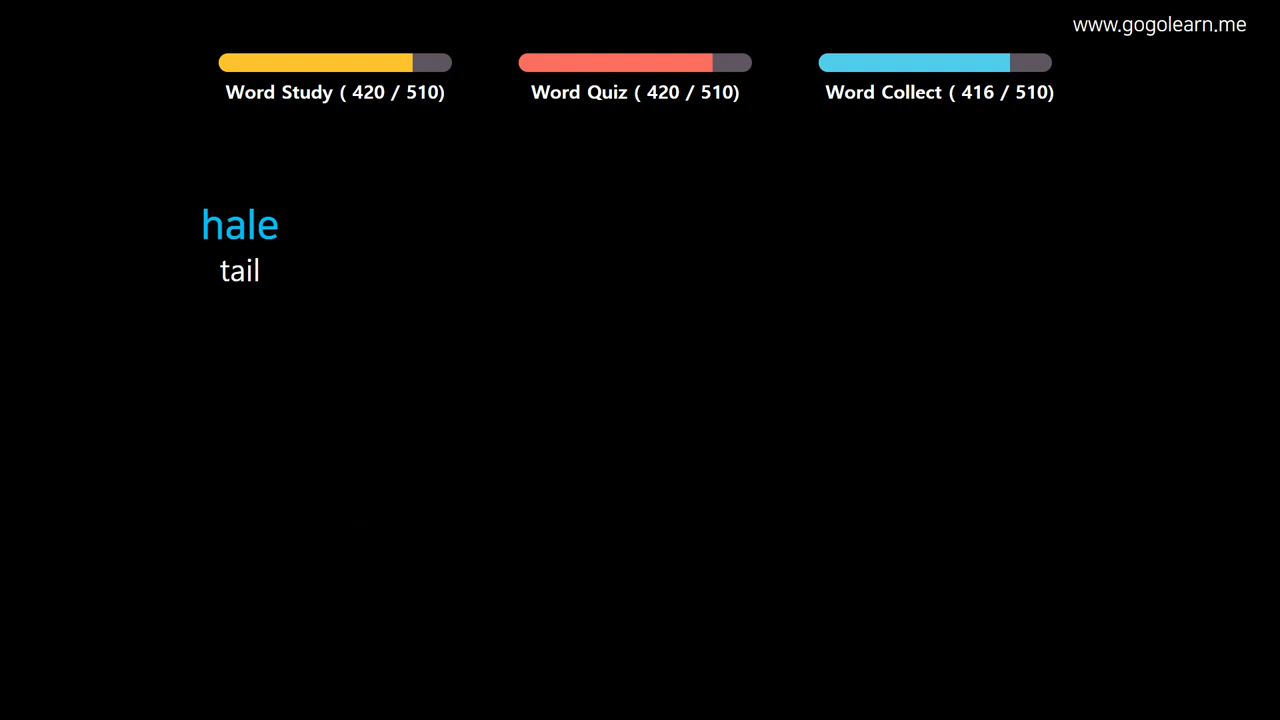 www.gogolearn.me
Word Study ( 420 / 510)
Word Quiz ( 420 / 510)
Word Collect ( 416 / 510)
hale
tail